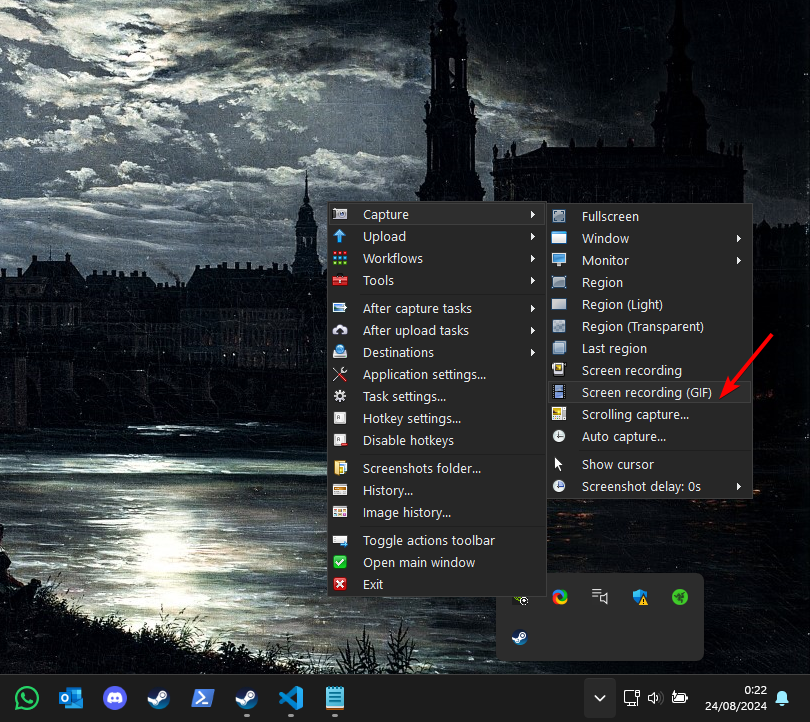 Capture
Upload
Workflows
Tools
After capture tasks
After upload tasks
Destinations
Application settings...
Task settings...
Hotkey settings...
Disable hotkeys
Screenshots folder...
History...
Image history...
Toggle actions toolbar
Open main window
Exit
Fullscreen
Window
Monitor
Region
Region (Light)
Region (Transparent)
Last region
Screen recording
Screen recording (GIF)
Scrolling capture...
Auto capture...
Show cursor
Screenshot delay: 0s
0:22
24/08/2024